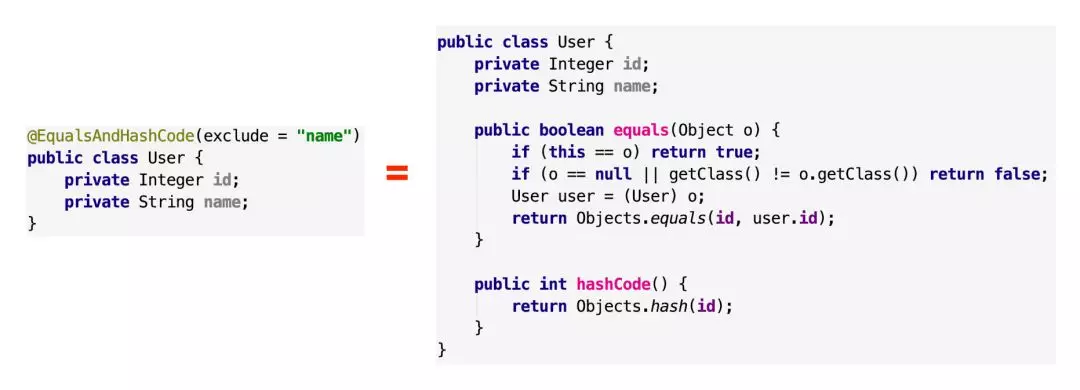 @EqualsAndHashCode(exclude = "name")
public class User {
    private Integer id;
    private String name;
}
=
public class User {
    private Integer id;
    private String name;

    public boolean equals(Object o) {
        if (this == o) return true;
        if (o == null || getClass() != o.getClass()) return false;
        User user = (User) o;
        return Objects.equals(id, user.id);
    }

    public int hashCode() {
        return Objects.hash(id);
    }
}